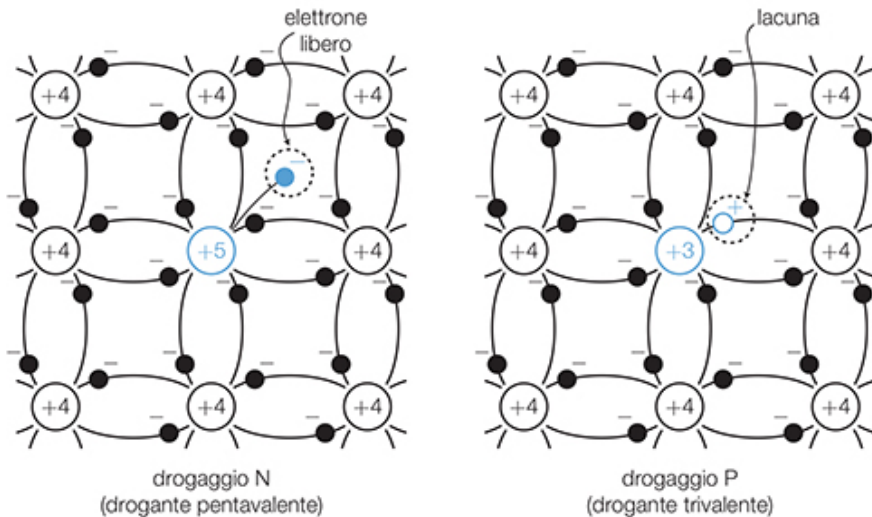 elettrone
libero
lacuna
+4 +4 +4
+4 +4 +4
+4 +5 +4
+4 +3 +4
+4 +4 +4
+4 +4 +4
drogaggio N
(drogante pentavalente)
drogaggio P
(drogante trivalente)